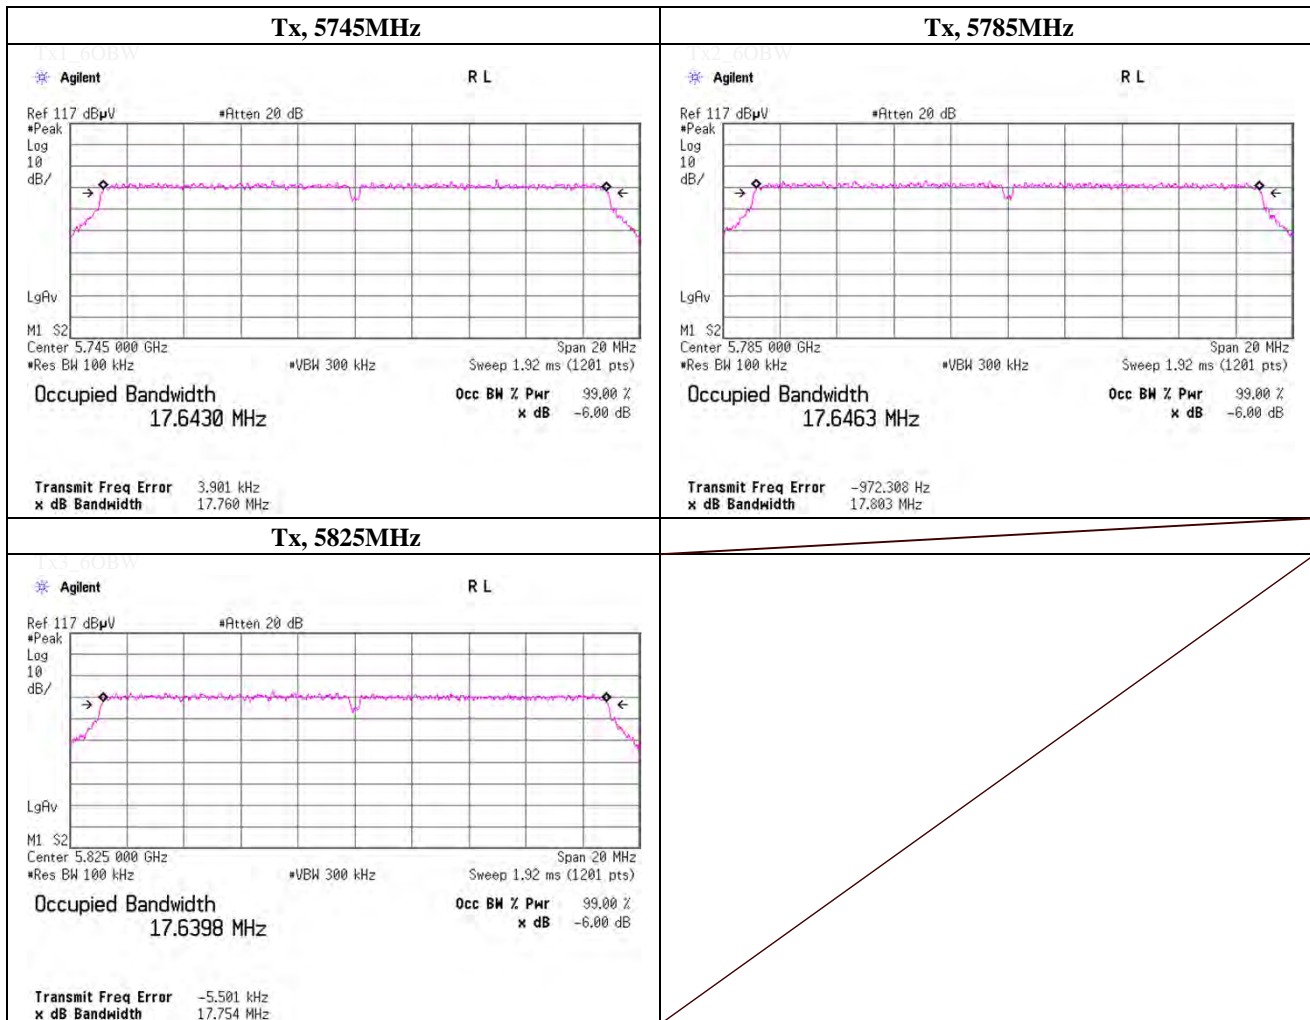 Tx, 5745MHz
Tx1_6OBW
Agilent R L
Ref 117 dBµV #Atten 20 dB
#Peak
Log
10
dB/
LgAv
M1 S2
Center 5.745 000 GHz Span 20 MHz
#Res BW 100 kHz #VBW 300 kHz Sweep 1.92 ms (1201 pts)
Occupied Bandwidth Occ BW % Pwr 99.00 %
17.6430 MHz x dB -6.00 dB
Transmit Freq Error 3.901 kHz
x dB Bandwidth 17.760 MHz
Tx, 5785MHz
Tx2_6OBW
Agilent R L
Ref 117 dBµV #Atten 20 dB
#Peak
Log
10
dB/
LgAv
M1 S2
Center 5.785 000 GHz Span 20 MHz
#Res BW 100 kHz #VBW 300 kHz Sweep 1.92 ms (1201 pts)
Occupied Bandwidth Occ BW % Pwr 99.00 %
17.6463 MHz x dB -6.00 dB
Transmit Freq Error -972.308 Hz
x dB Bandwidth 17.803 MHz
Tx, 5825MHz
Tx3_6OBW
Agilent R L
Ref 117 dBµV #Atten 20 dB
#Peak
Log
10
dB/
LgAv
M1 S2
Center 5.825 000 GHz Span 20 MHz
#Res BW 100 kHz #VBW 300 kHz Sweep 1.92 ms (1201 pts)
Occupied Bandwidth Occ BW % Pwr 99.00 %
17.6398 MHz x dB -6.00 dB
Transmit Freq Error -5.501 kHz
x dB Bandwidth 17.754 MHz